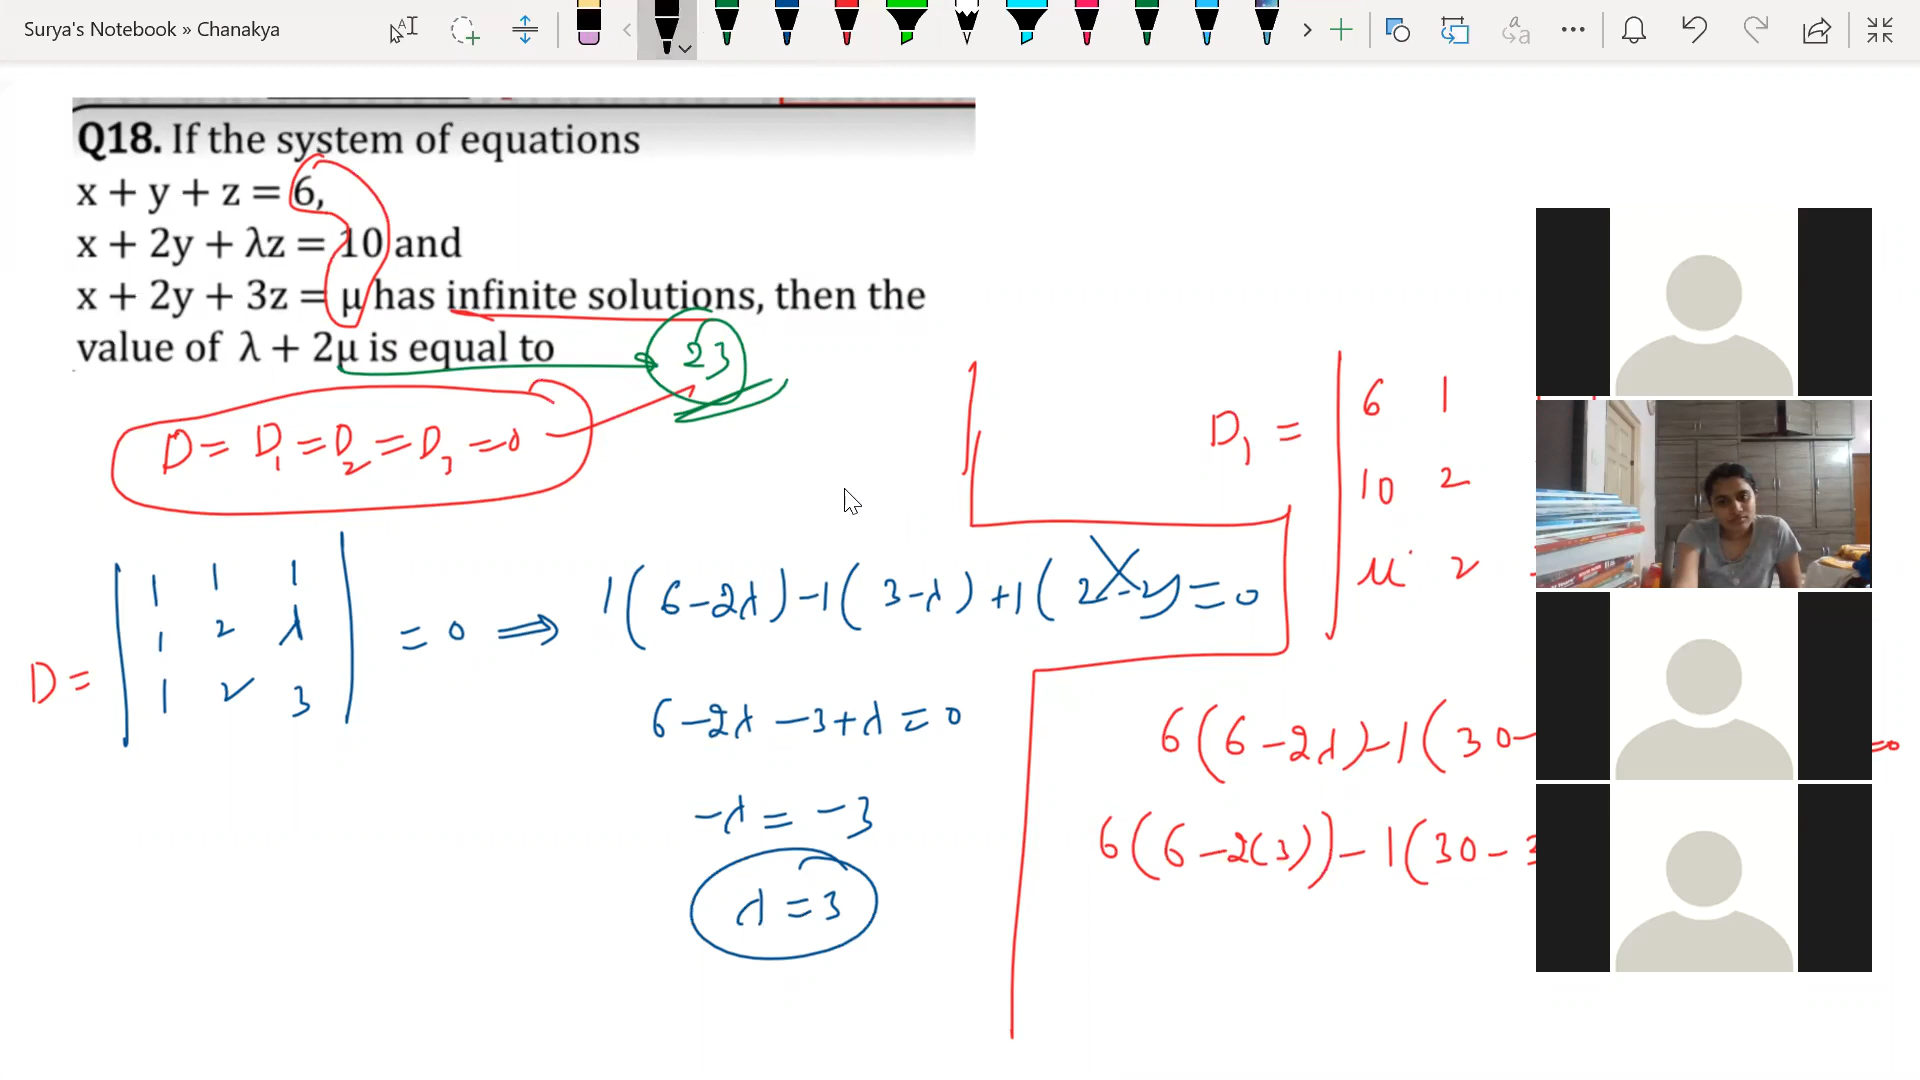 Surya's Notebook » Chanakya
Q18. If the system of equations
x + y + z = 6,
x + 2y + λz = 10 and
x + 2y + 3z = μ has infinite solutions, then the
value of λ + 2μ is equal to
23
D = D₁ = D₂ = D₃ = 0
D =
1 1 1
1 2 λ
1 2 3
= 0 ⇒ 1(6-2λ) -1(3-λ) +1(2-2) = 0
6-2λ -3+λ = 0
-λ = -3
λ = 3
D₁ =
6 1
10 2
μ 2
6(6-2λ) -1(30-
=0
6(6-2(3)) - 1(30-3